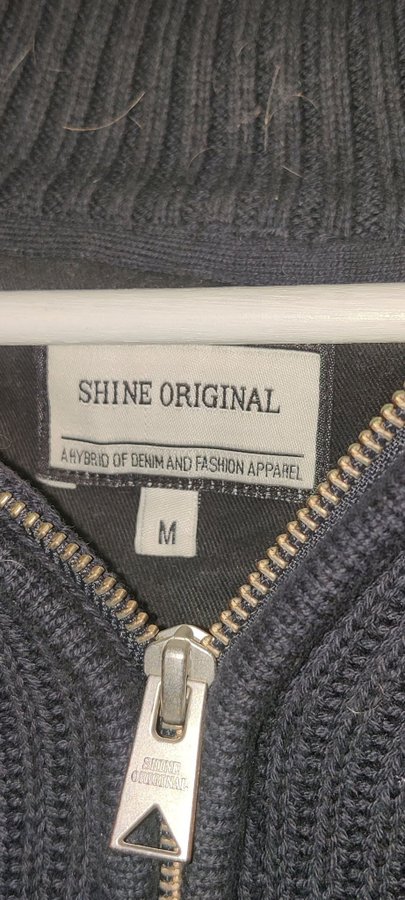 SHINE ORIGINAL
A HYBRID OF DENIM AND FASHION APPAREL
M
SHINE
ORIGINAL